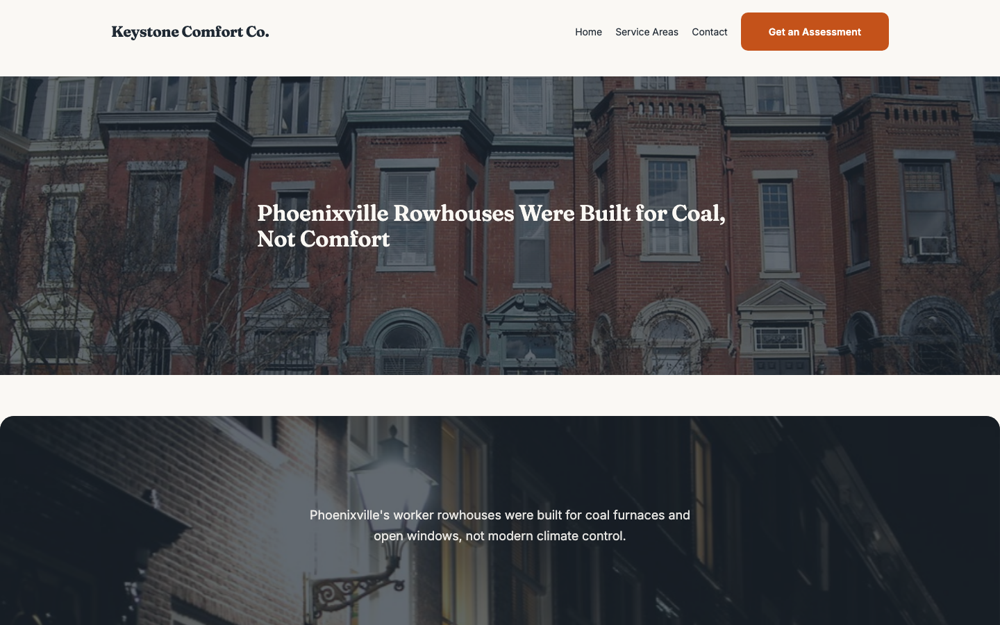 Keystone Comfort Co.
Home
Service Areas
Contact
Get an Assessment
Phoenixville Rowhouses Were Built for Coal,
Not Comfort
Phoenixville's worker rowhouses were built for coal furnaces and
open windows, not modern climate control.